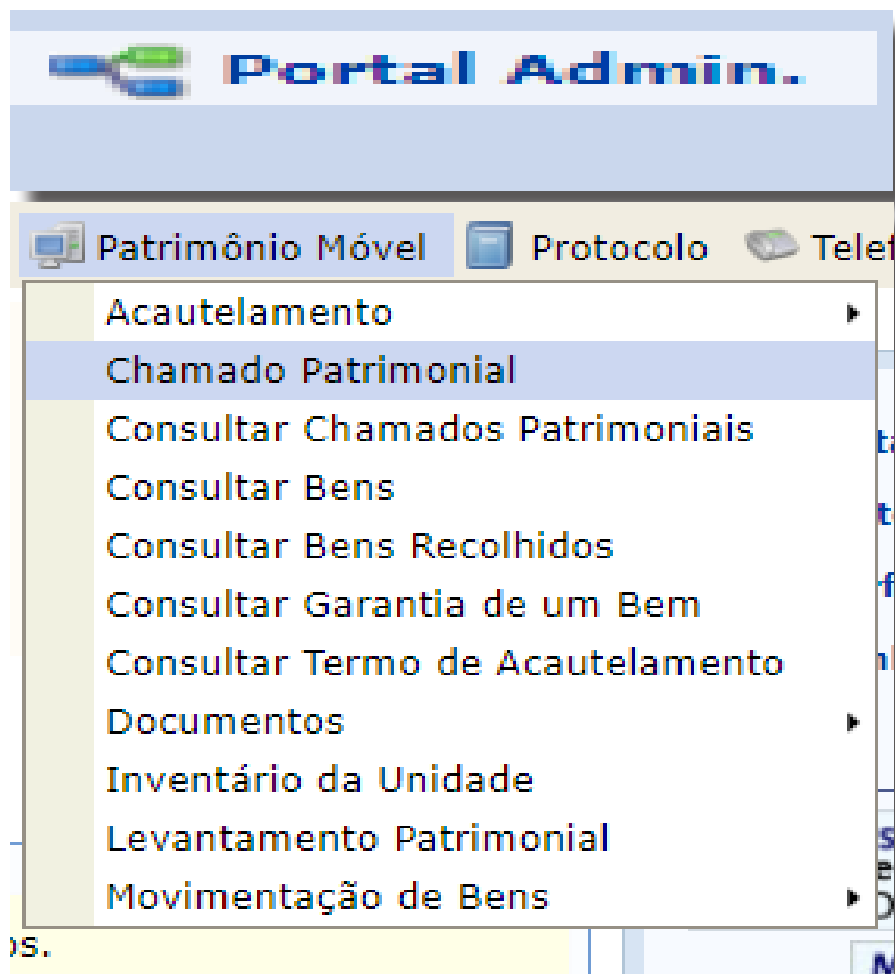 Portal Admin.
Patrimônio Móvel Protocolo
Acautelamento
Chamado Patrimonial
Consultar Chamados Patrimoniais
Consultar Bens
Consultar Bens Recolhidos
Consultar Garantia de um Bem
Consultar Termo de Acautelamento
Documentos
Inventário da Unidade
Levantamento Patrimonial
Movimentação de Bens